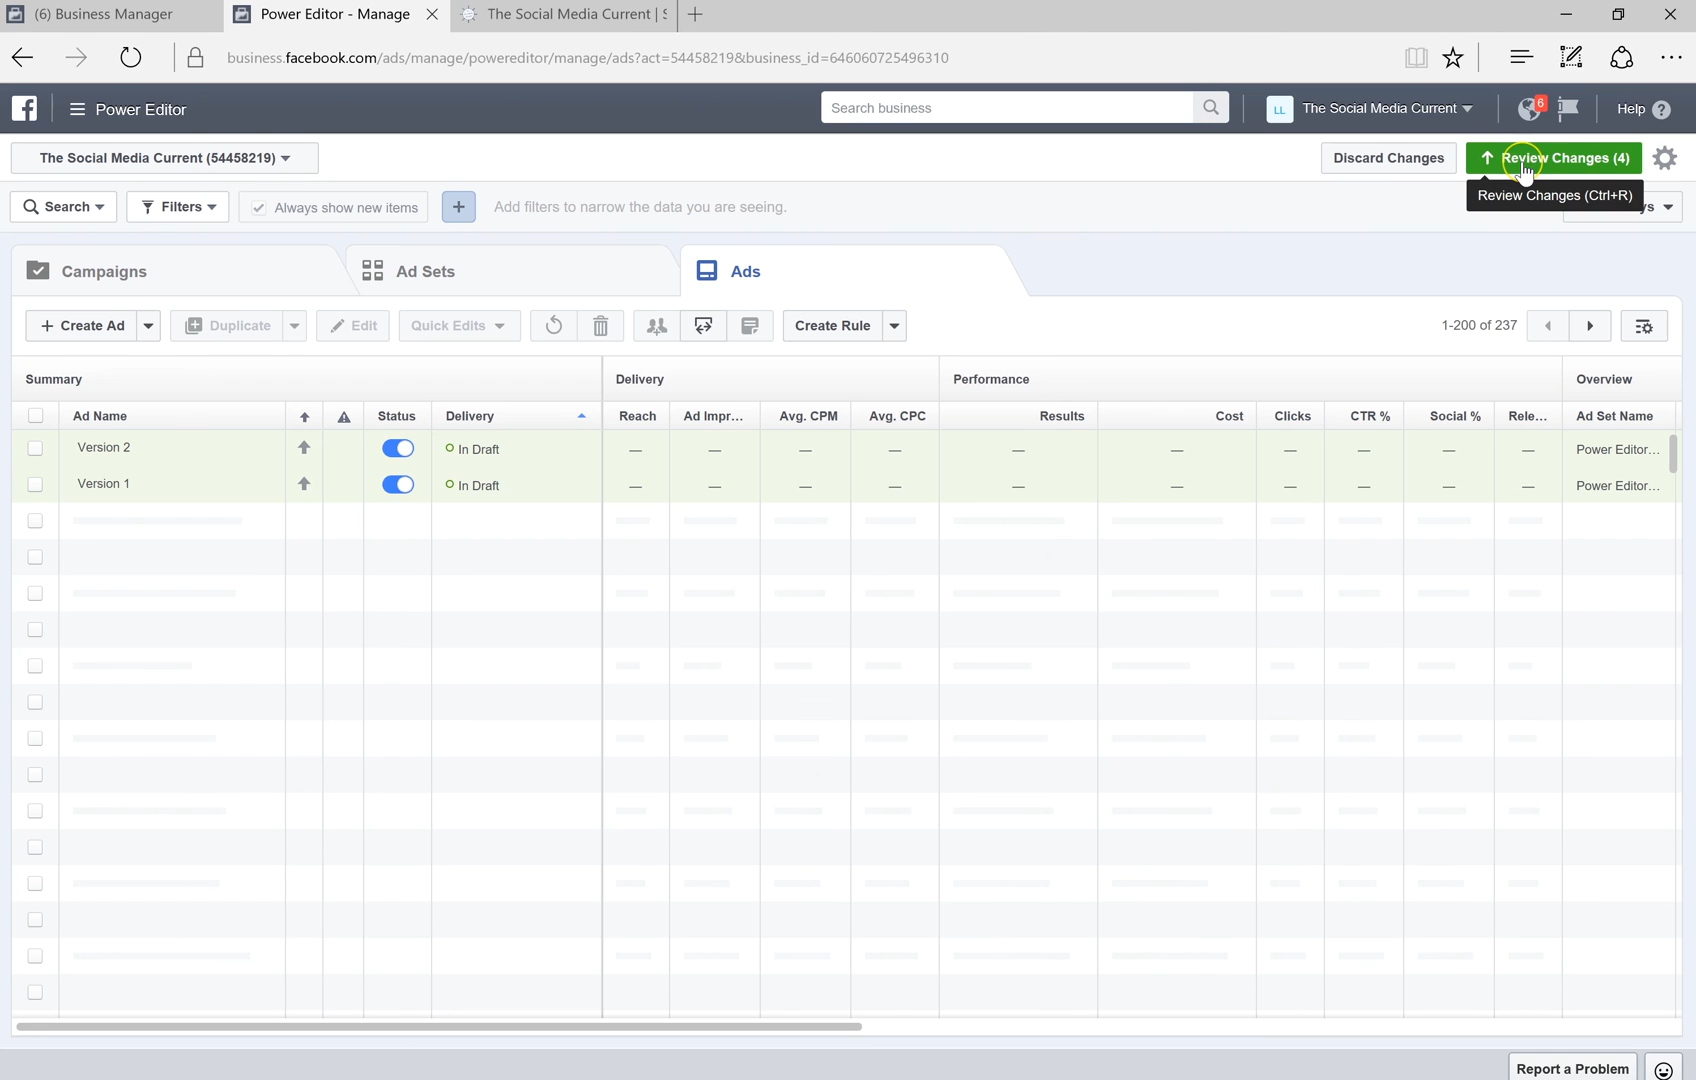 (6) Business Manager
Power Editor - Manage
The Social Media Current | S
business.facebook.com/ads/manage/powereditor/manage/ads?act=54458219&business_id=646060725496310
Power Editor
Search business
LL
The Social Media Current
6
Help
The Social Media Current (54458219)
Discard Changes
Review Changes (4)
Review Changes (Ctrl+R)
Search
Filters
Always show new items
Add filters to narrow the data you are seeing.
Campaigns
Ad Sets
Ads
+ Create Ad
Duplicate
Edit
Quick Edits
Create Rule
1-200 of 237
Summary
Delivery
Performance
Overview
Ad Name
Status
Delivery
Reach
Ad Impr...
Avg. CPM
Avg. CPC
Results
Cost
Clicks
CTR %
Social %
Rele...
Ad Set Name
Version 2
In Draft
— — — — — — — — — —
Power Editor...
Version 1
In Draft
— — — — — — — — — —
Power Editor...
Report a Problem